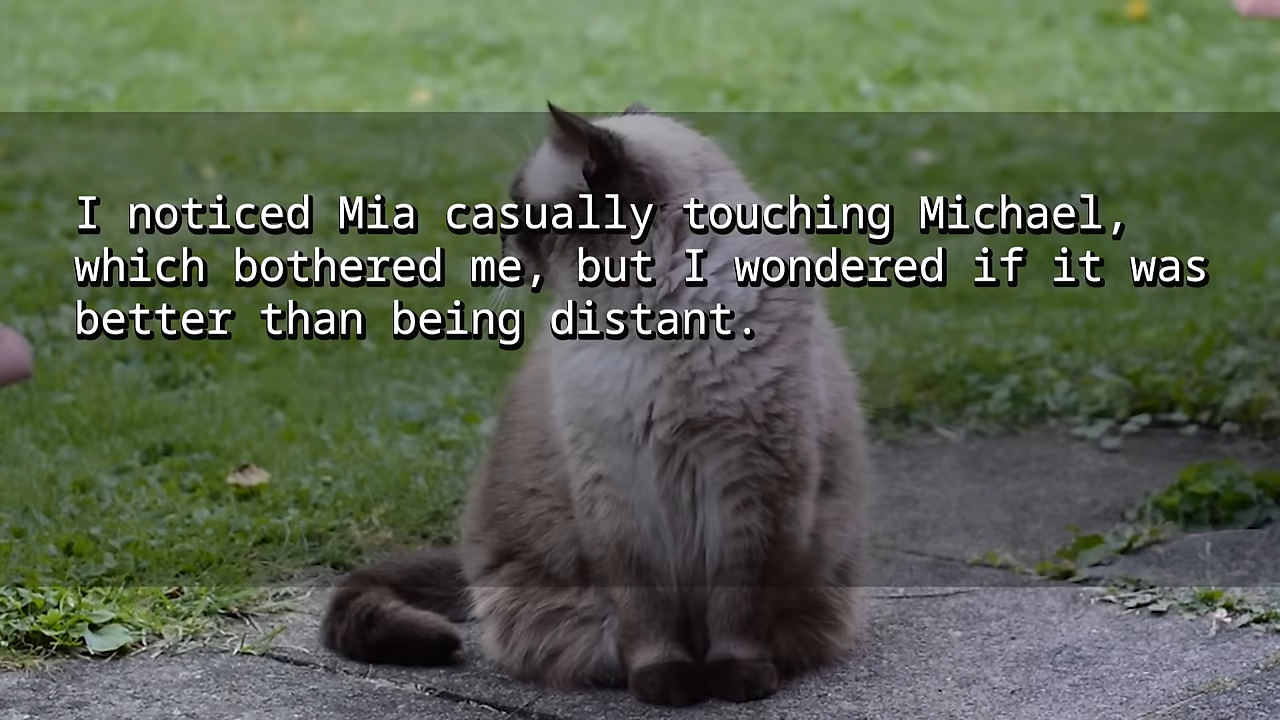 I noticed Mia casually touching Michael,
which bothered me, but I wondered if it was
better than being distant.